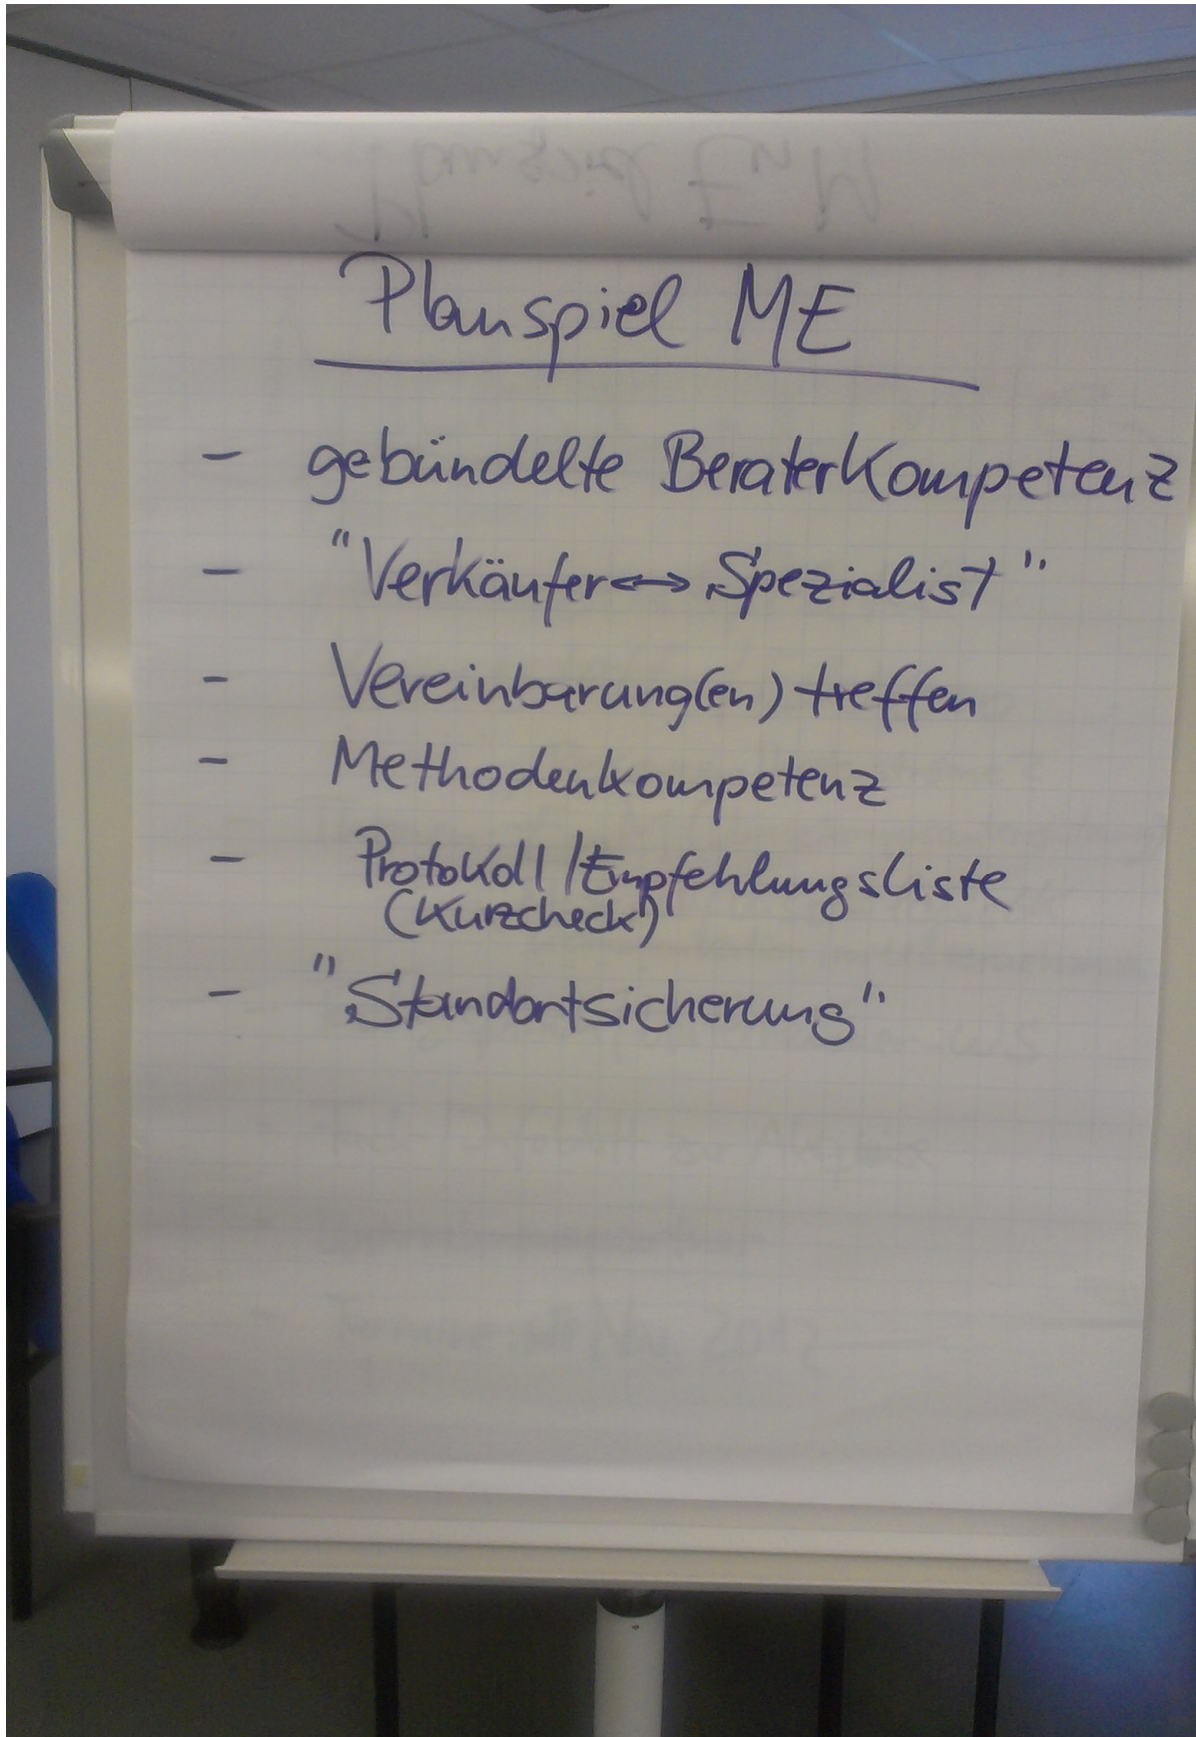 Planspiel ME
- gebündelte Beraterkompetenz
- "Verkäufer ↔ Spezialist"
- Vereinbarung(en) treffen
- Methodenkompetenz
- Protokoll / Empfehlungsliste
(Kurzcheck)
- "Standortsicherung"